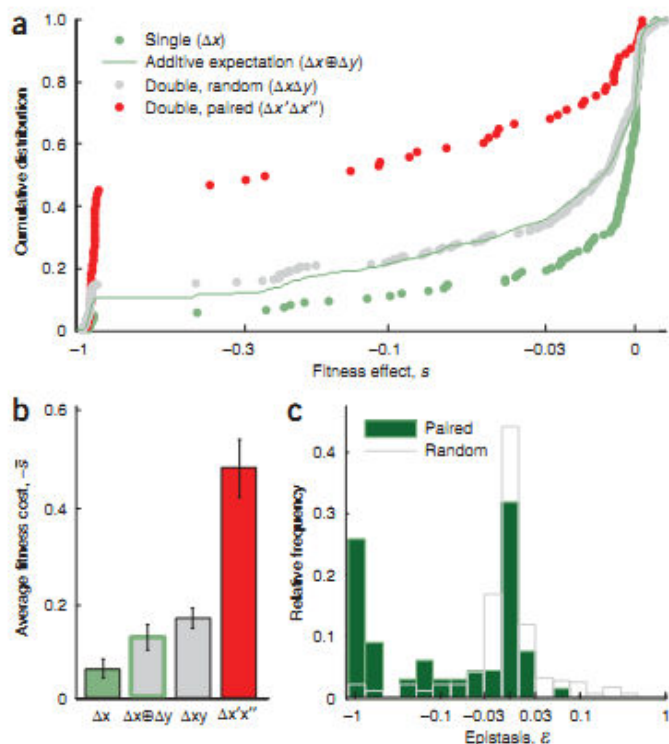 a
1.0
0.8
0.6
0.4
0.2
0
Cumulative distribution
Single (Δx)
Additive expectation (Δx⊕Δy)
Double, random (ΔxΔy)
Double, paired (Δx′Δx″)
−1 −0.3 −0.1 −0.03 0
Fitness effect, s
b
0.6
0.4
0.2
0
Average fitness cost, −s̅
Δx Δx⊕Δy Δxy Δx′x″
c
0.4
0.3
0.2
0.1
0
Relative frequency
Paired
Random
−1 −0.1 −0.03 0.03 0.1 1
Epistasis, ε